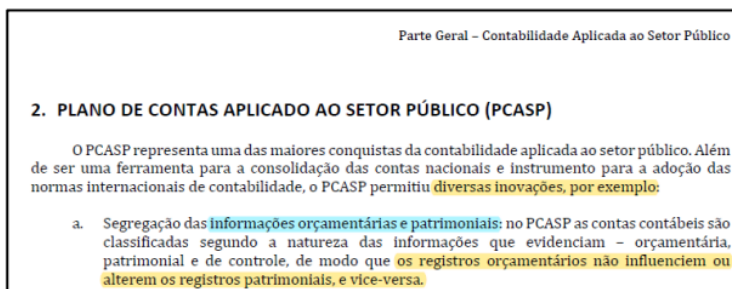 Parte Geral – Contabilidade Aplicada ao Setor Público
2. PLANO DE CONTAS APLICADO AO SETOR PÚBLICO (PCASP)
O PCASP representa uma das maiores conquistas da contabilidade aplicada ao setor público. Além
de ser uma ferramenta para a consolidação das contas nacionais e instrumento para a adoção das
normas internacionais de contabilidade, o PCASP permitiu diversas inovações, por exemplo:
a. Segregação das informações orçamentárias e patrimoniais: no PCASP as contas contábeis são
classificadas segundo a natureza das informações que evidenciam – orçamentária,
patrimonial e de controle, de modo que os registros orçamentários não influenciem ou
alterem os registros patrimoniais, e vice-versa.